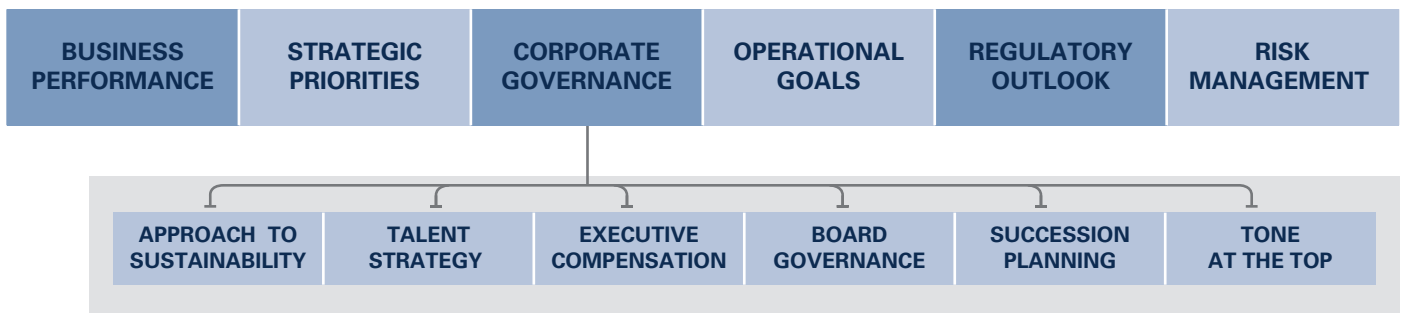 BUSINESS
PERFORMANCE
STRATEGIC
PRIORITIES
CORPORATE
GOVERNANCE
OPERATIONAL
GOALS
REGULATORY
OUTLOOK
RISK
MANAGEMENT
APPROACH TO
SUSTAINABILITY
TALENT
STRATEGY
EXECUTIVE
COMPENSATION
BOARD
GOVERNANCE
SUCCESSION
PLANNING
TONE
AT THE TOP